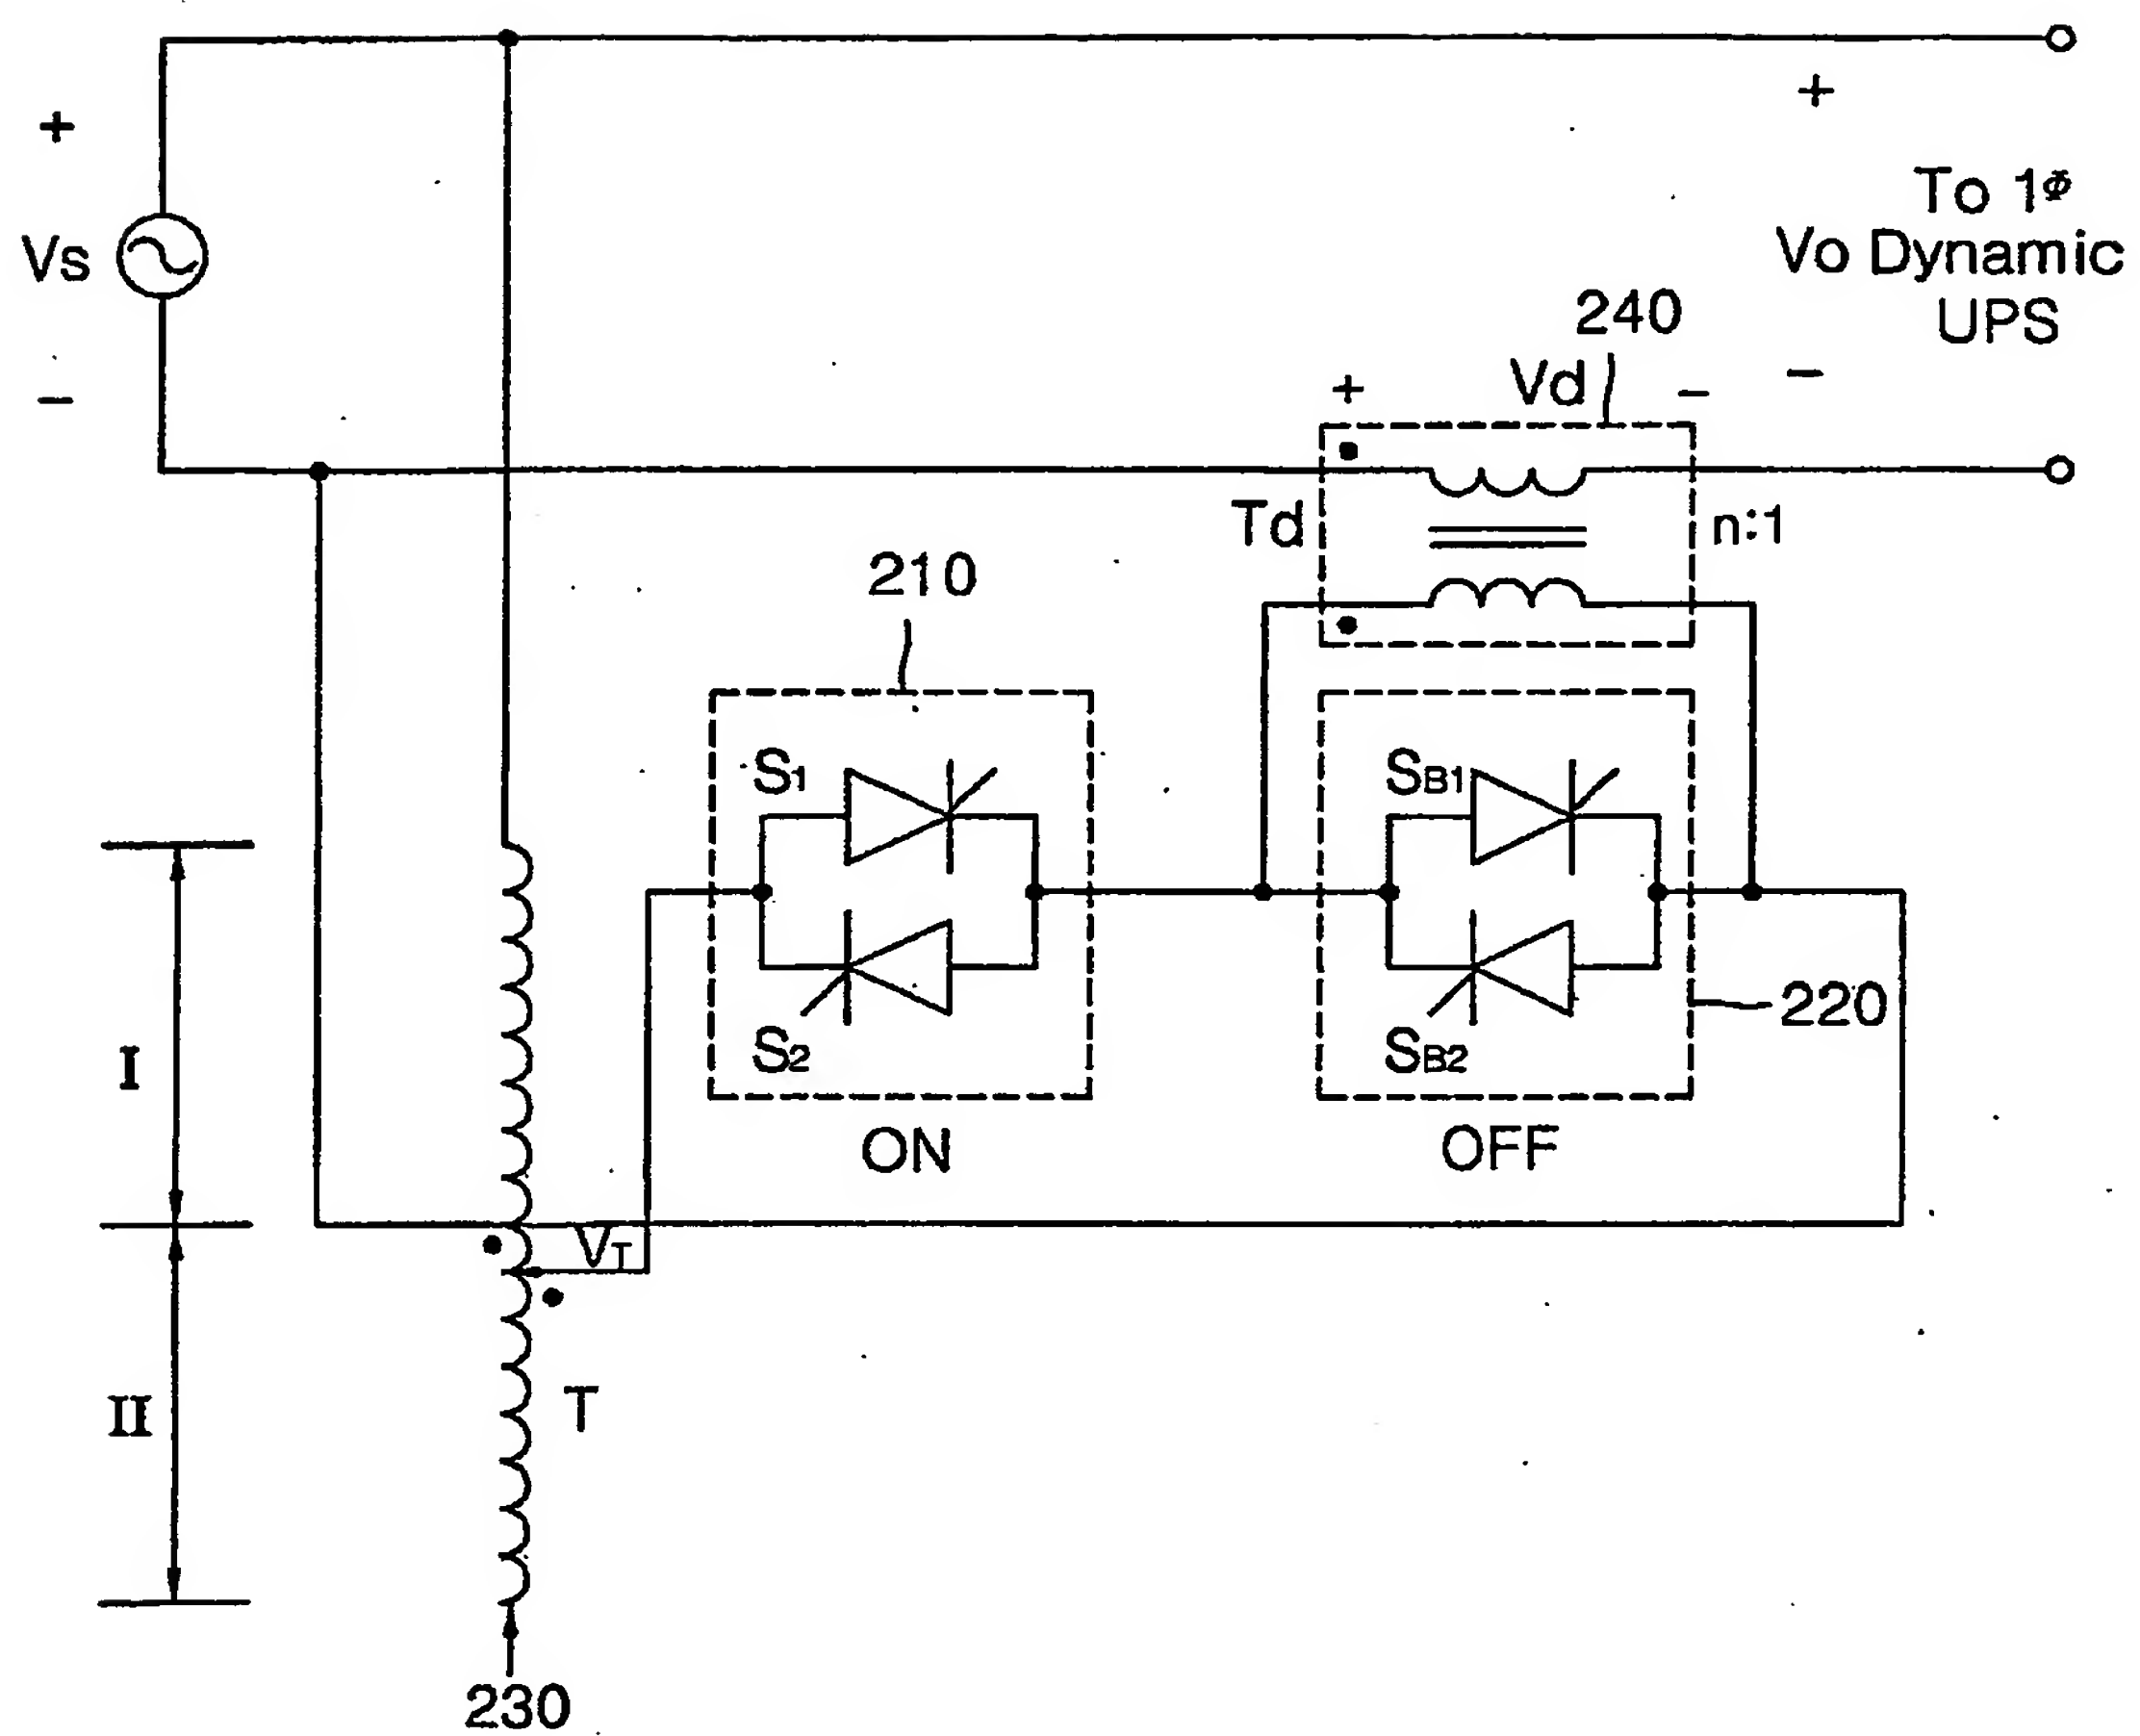 +
Vs
−
+
To 1Φ
Vo Dynamic
UPS
−
240
+ Vd −
Td
n:1
210
S1
S2
ON
SB1
SB2
OFF
220
I
VT
II
T
230